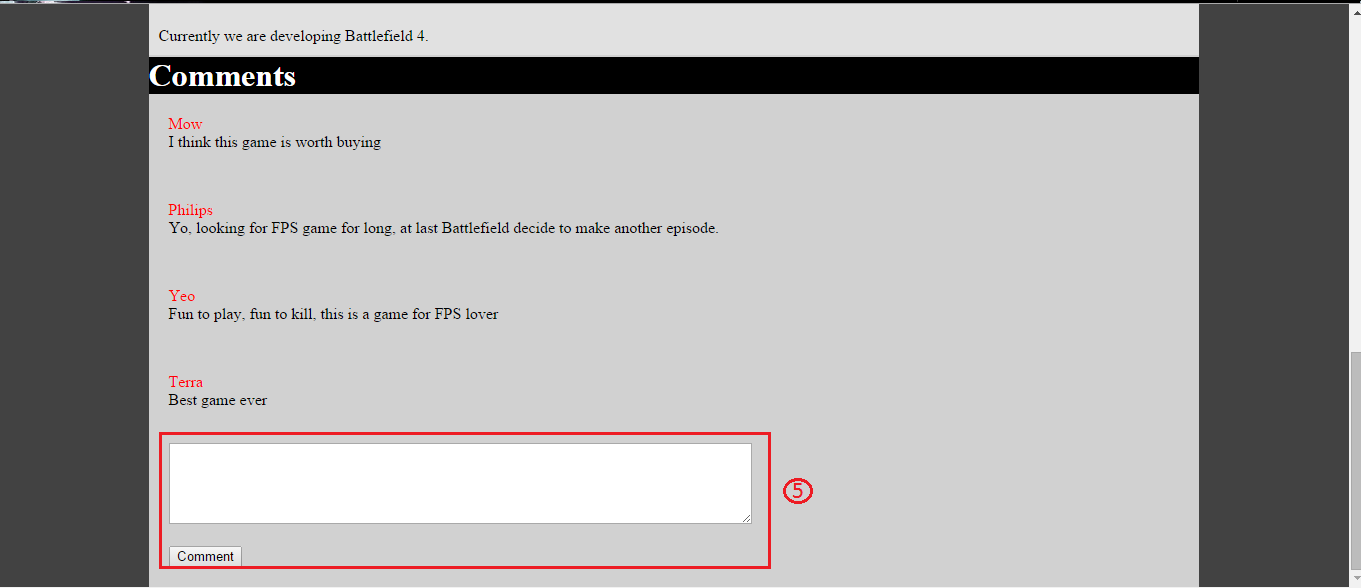 Currently we are developing Battlefield 4.
Comments
Mow
I think this game is worth buying
Philips
Yo, looking for FPS game for long, at last Battlefield decide to make another episode.
Yeo
Fun to play, fun to kill, this is a game for FPS lover
Terra
Best game ever
5
Comment